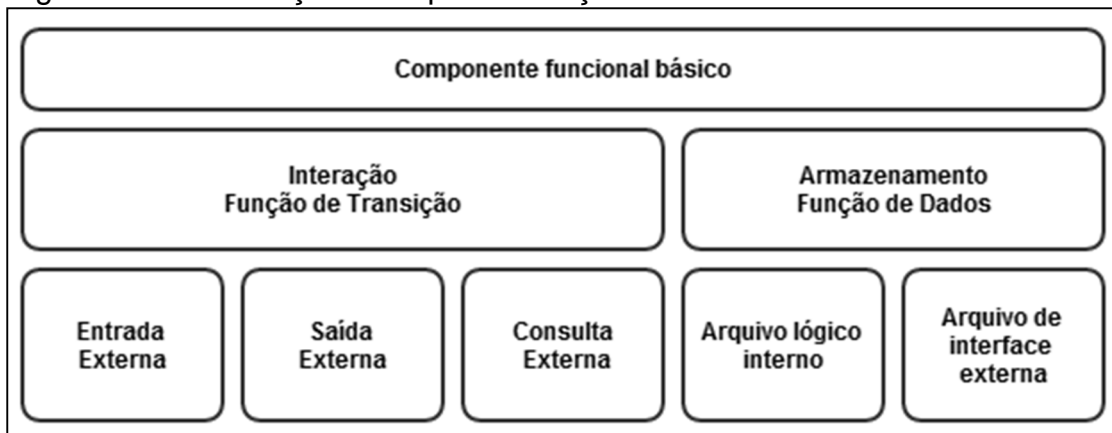 Componente funcional básico
Interação
Função de Transição
Armazenamento
Função de Dados
Entrada
Externa
Saída
Externa
Consulta
Externa
Arquivo lógico
interno
Arquivo de
interface
externa